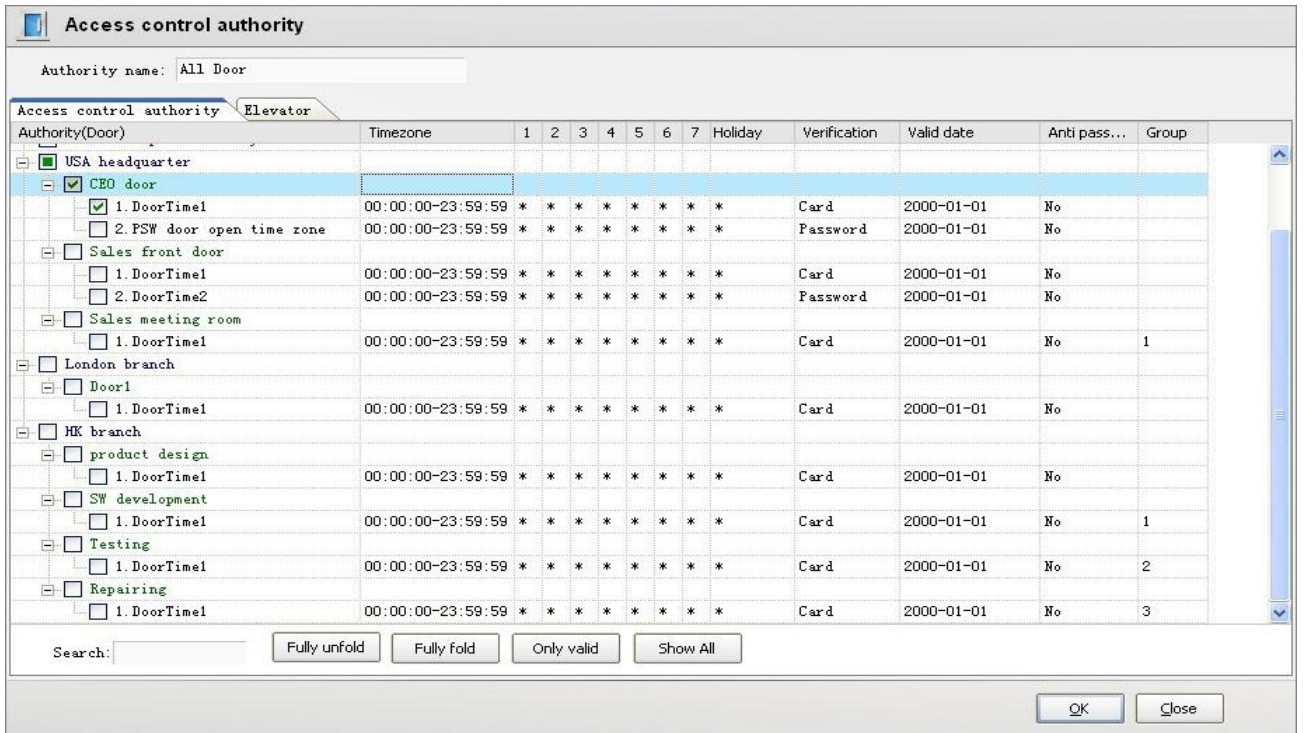 Access control authority
Authority name: All Door
Access control authority Elevator
Authority(Door) Timezone 1 2 3 4 5 6 7 Holiday Verification Valid date Anti pass... Group
USA headquarter
CEO door
1.DoorTime1 00:00:00-23:59:59 * * * * * * * * Card 2000-01-01 No
2.PSW door open time zone 00:00:00-23:59:59 * * * * * * * * Password 2000-01-01 No
Sales front door
1.DoorTime1 00:00:00-23:59:59 * * * * * * * * Card 2000-01-01 No
2.DoorTime2 00:00:00-23:59:59 * * * * * * * * Password 2000-01-01 No
Sales meeting room
1.DoorTime1 00:00:00-23:59:59 * * * * * * * * Card 2000-01-01 No 1
London branch
Door1
1.DoorTime1 00:00:00-23:59:59 * * * * * * * * Card 2000-01-01 No
HK branch
product design
1.DoorTime1 00:00:00-23:59:59 * * * * * * * * Card 2000-01-01 No
SW development
1.DoorTime1 00:00:00-23:59:59 * * * * * * * * Card 2000-01-01 No 1
Testing
1.DoorTime1 00:00:00-23:59:59 * * * * * * * * Card 2000-01-01 No 2
Repairing
1.DoorTime1 00:00:00-23:59:59 * * * * * * * * Card 2000-01-01 No 3
Search: Fully unfold Fully fold Only valid Show All
OK Close